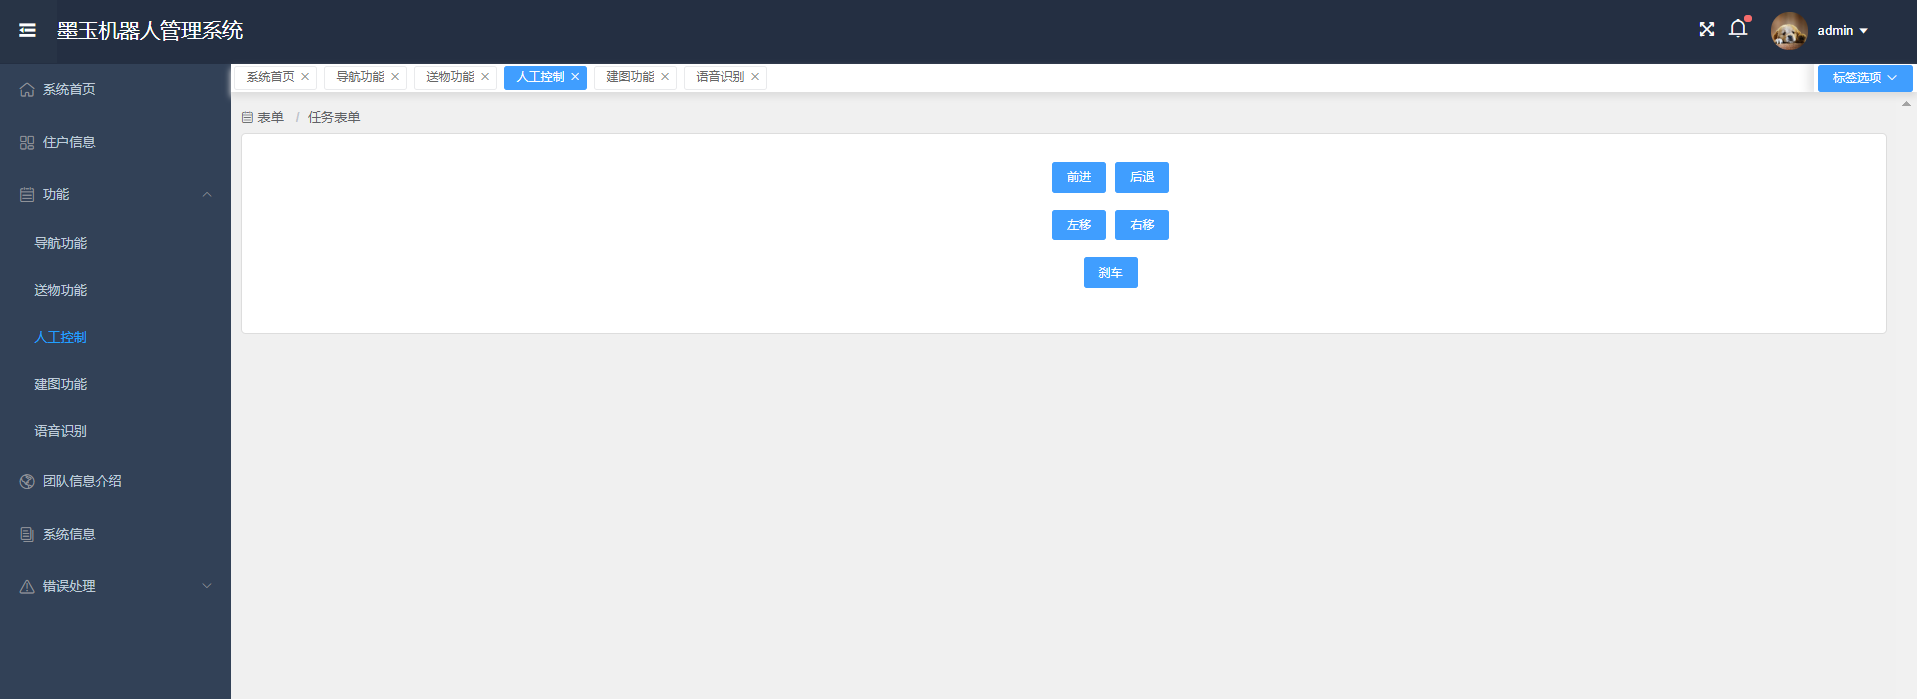 墨玉机器人管理系统
admin
系统首页
住户信息
功能
导航功能
送物功能
人工控制
建图功能
语音识别
团队信息介绍
系统信息
错误处理
系统首页 导航功能 送物功能 人工控制 建图功能 语音识别 标签选项
表单 / 任务表单
前进 后退
左移 右移
刹车